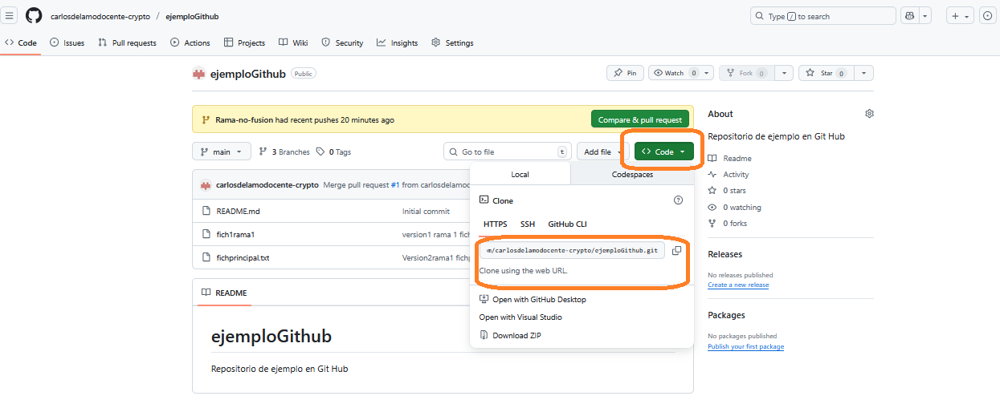 carlosdelamodocente-crypto / ejemploGithub
Type / to search
Code Issues Pull requests Actions Projects Wiki Security Insights Settings
ejemploGithub Public
Pin Watch 0 Fork 0 Star 0
Rama-no-fusion had recent pushes 20 minutes ago
Compare & pull request
main 3 Branches 0 Tags
Go to file t
Add file
<> Code
Local Codespaces
carlosdelamodocente-crypto Merge pull request #1 from carlosdelamodoc
README.md Initial commit
fich1rama1 version1 rama 1 fich
fichprincipal.txt Version2rama1 fichp
Clone
HTTPS SSH GitHub CLI
m/carlosdelamodocente-crypto/ejemploGithub.git
Clone using the web URL.
Open with GitHub Desktop
Open with Visual Studio
Download ZIP
README
ejemploGithub
Repositorio de ejemplo en Git Hub
About
Repositorio de ejemplo en Git Hub
Readme
Activity
0 stars
0 watching
0 forks
Releases
No releases published
Create a new release
Packages
No packages published
Publish your first package